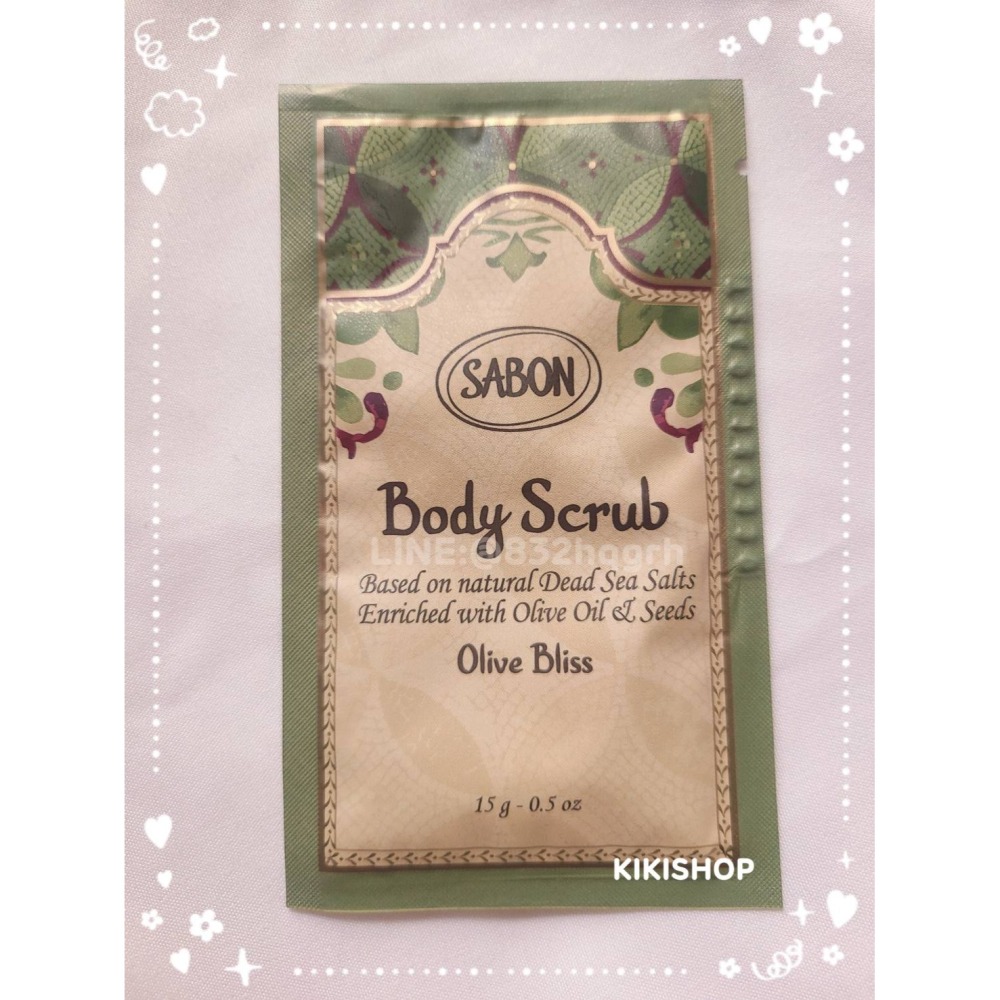 SABON
Body Scrub
Based on natural Dead Sea Salts
Enriched with Olive Oil & Seeds
Olive Bliss
15 g - 0.5 oz
KIKISHOP